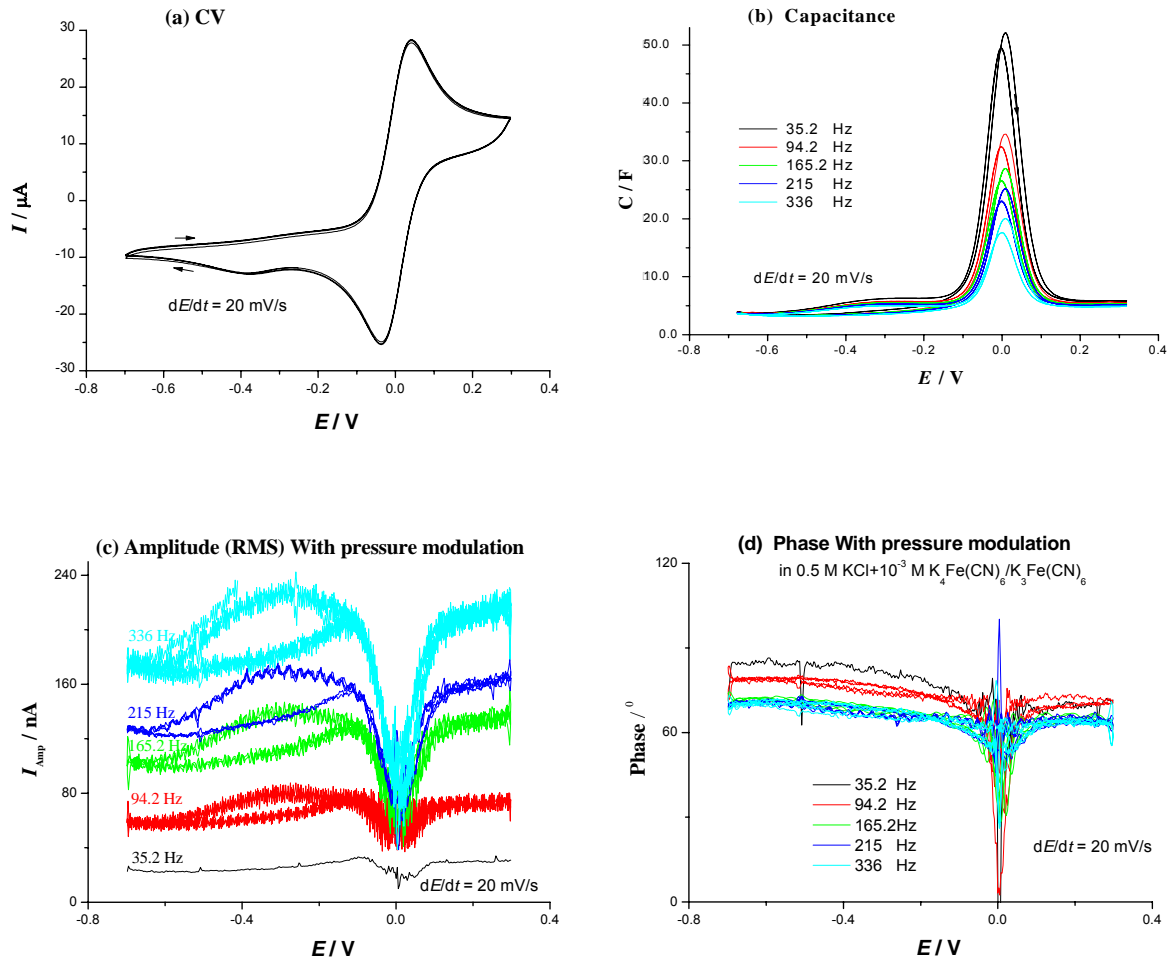 (a) CV
30
20
10
0
-10
-20
-30
I / μA
dE/dt = 20 mV/s
-0.8 -0.6 -0.4 -0.2 0.0 0.2 0.4
E / V
(b) Capacitance
50.0
40.0
30.0
20.0
10.0
0.0
C / F
35.2 Hz
94.2 Hz
165.2 Hz
215 Hz
336 Hz
dE/dt = 20 mV/s
-0.8 -0.6 -0.4 -0.2 0.0 0.2 0.4
E / V
(c) Amplitude (RMS) With pressure modulation
240
160
80
0
I Amp / nA
336 Hz
215 Hz
165.2 Hz
94.2 Hz
35.2 Hz
dE/dt = 20 mV/s
-0.8 -0.4 0.0 0.4
E / V
(d) Phase With pressure modulation
in 0.5 M KCl+10⁻³ M K₄Fe(CN)₆/K₃Fe(CN)₆
120
60
0
Phase / ⁰
35.2 Hz
94.2 Hz
165.2Hz
215 Hz
336 Hz
dE/dt = 20 mV/s
-0.8 -0.4 0.0 0.4
E / V